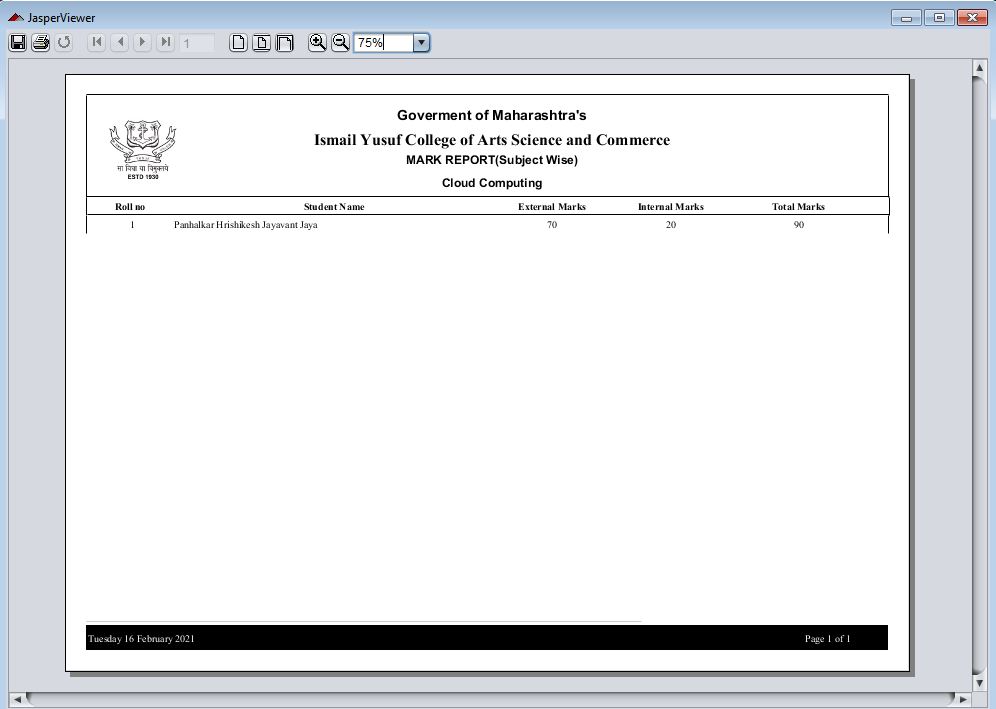 JasperViewer
1
75%
Goverment of Maharashtra's
Ismail Yusuf College of Arts Science and Commerce
MARK REPORT(Subject Wise)
Cloud Computing
सा विद्या या विमुक्तये
ESTD 1930
Roll no Student Name External Marks Internal Marks Total Marks
1 Panhalkar Hrishikesh Jayavant Jaya 70 20 90
Tuesday 16 February 2021 Page 1 of 1